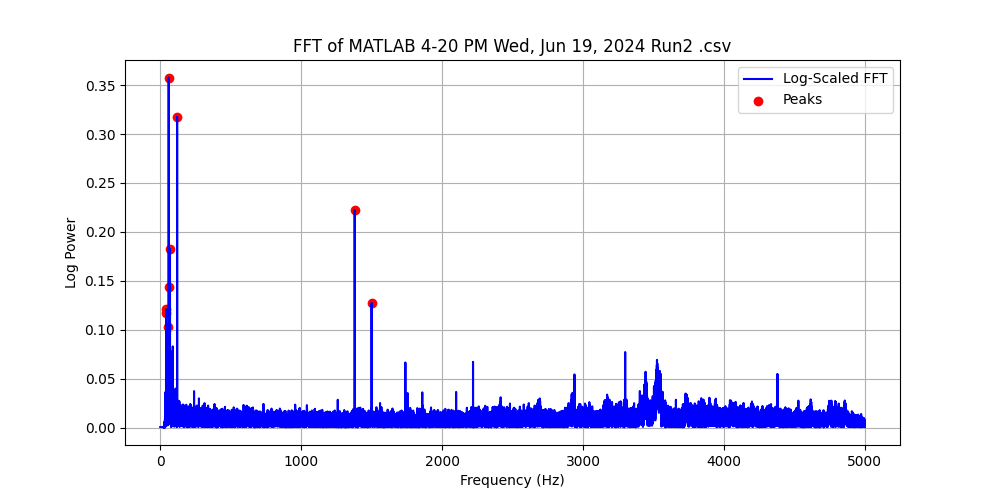 FFT of MATLAB 4-20 PM Wed, Jun 19, 2024 Run2 .csv
Log-Scaled FFT
Peaks
Log Power
0.35
0.30
0.25
0.20
0.15
0.10
0.05
0.00
0 1000 2000 3000 4000 5000
Frequency (Hz)